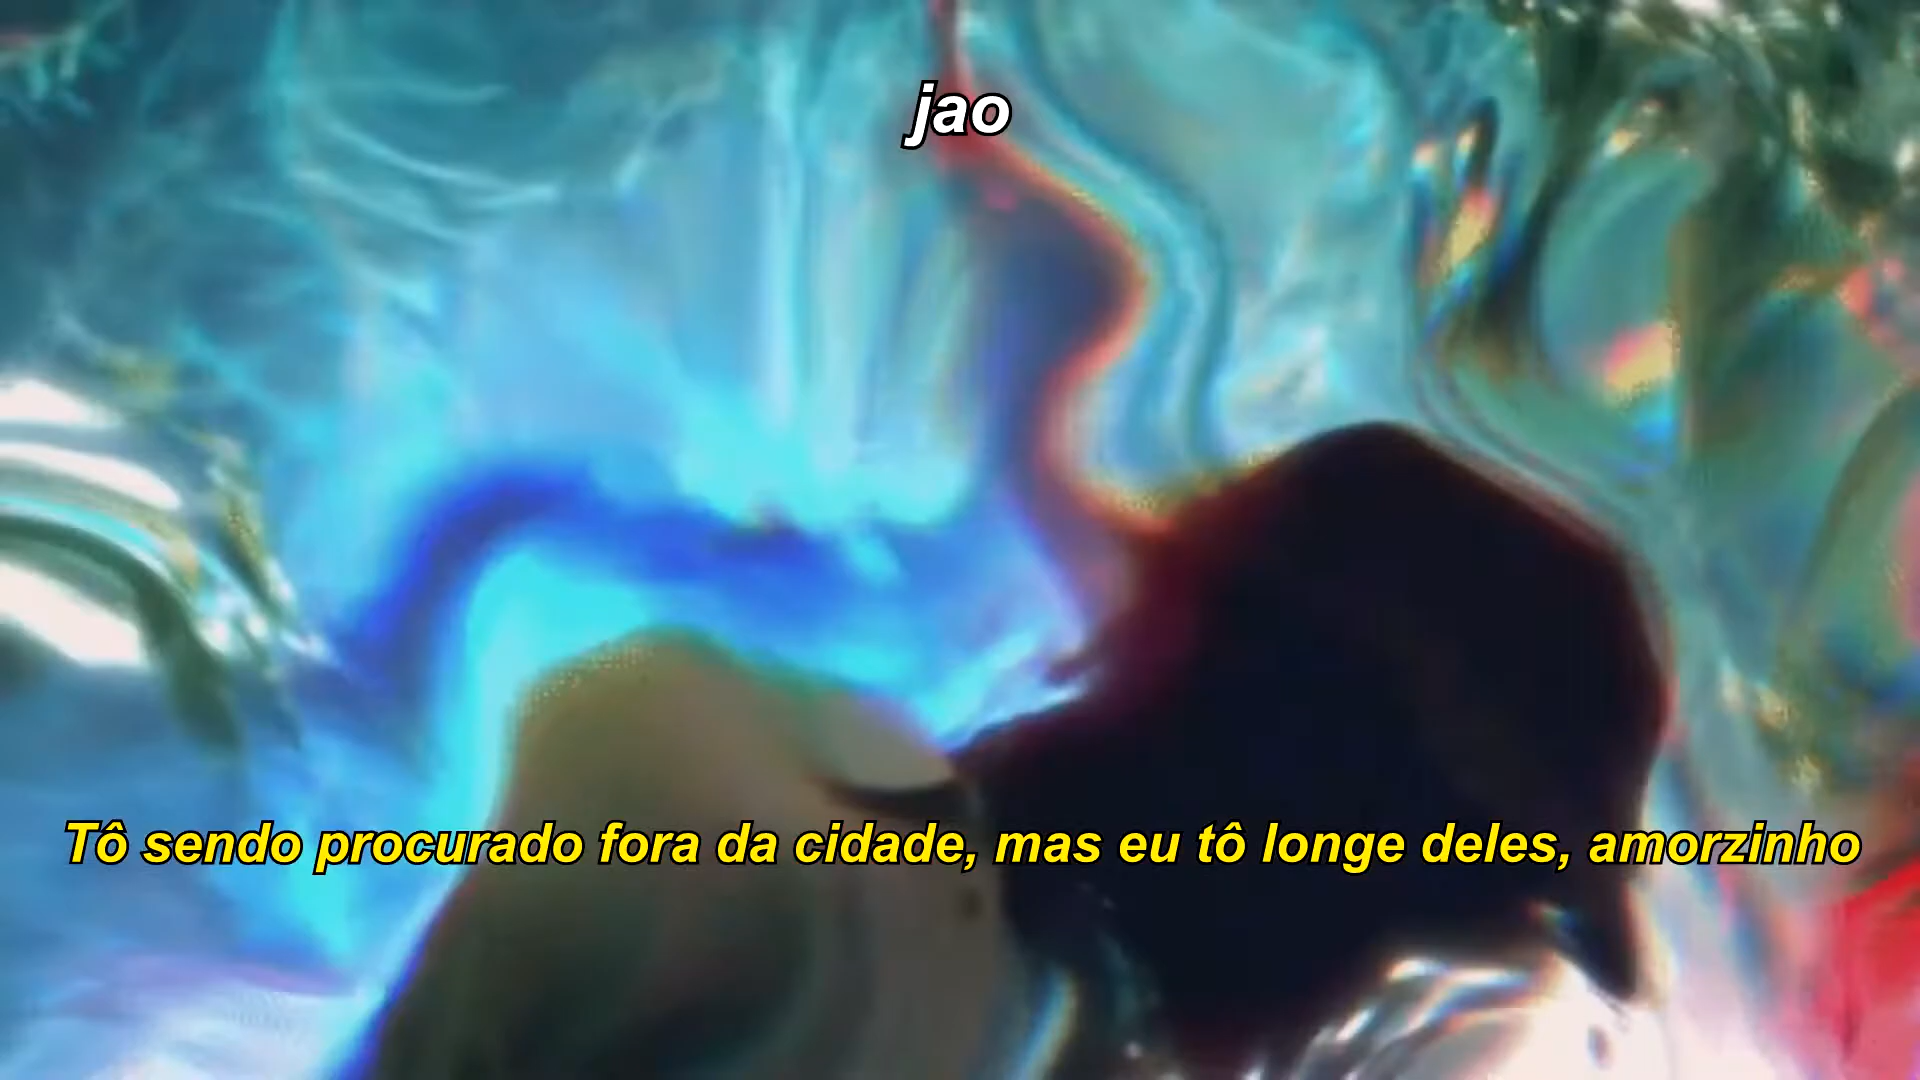 jao
Tô sendo procurado fora da cidade, mas eu tô longe deles, amorzinho